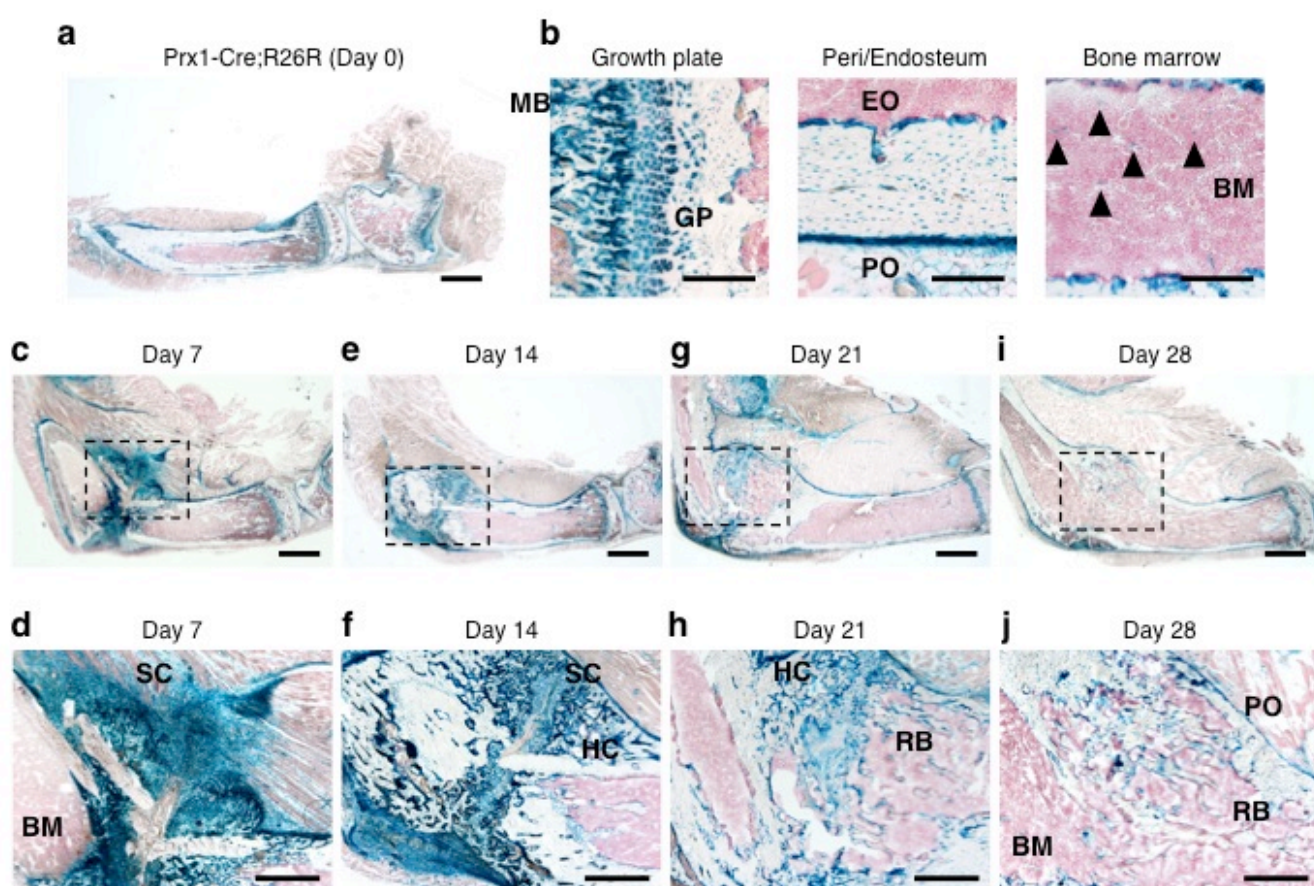 a
Prx1-Cre;R26R (Day 0)
b
Growth plate
Peri/Endosteum
Bone marrow
MB
GP
EO
PO
BM
c
Day 7
e
Day 14
g
Day 21
i
Day 28
d
Day 7
f
Day 14
h
Day 21
j
Day 28
SC
BM
SC
HC
HC
RB
PO
RB
BM